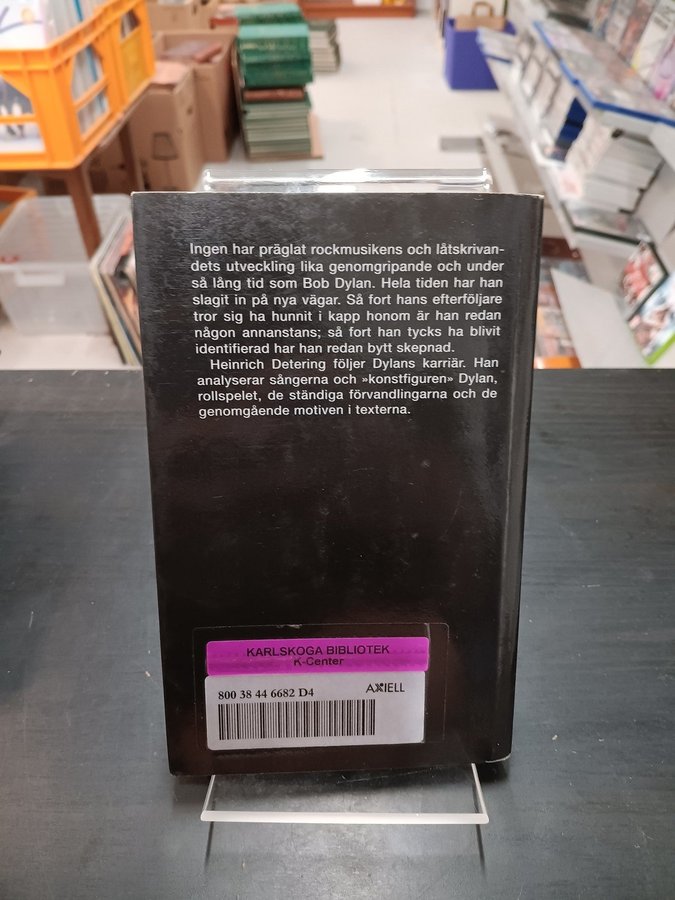 Ingen har präglat rockmusikens och låtskrivan-
dets utveckling lika genomgripande och under
så lång tid som Bob Dylan. Hela tiden har han
slagit in på nya vägar. Så fort hans efterföljare
tror sig ha hunnit i kapp honom är han redan
någon annanstans; så fort han tycks ha blivit
identifierad har han redan bytt skepnad.
Heinrich Detering följer Dylans karriär. Han
analyserar sångerna och »konstfiguren» Dylan,
rollspelet, de ständiga förvandlingarna och de
genomgående motiven i texterna.
KARLSKOGA BIBLIOTEK
K-Center
800 38 44 6682 D4
AXIELL